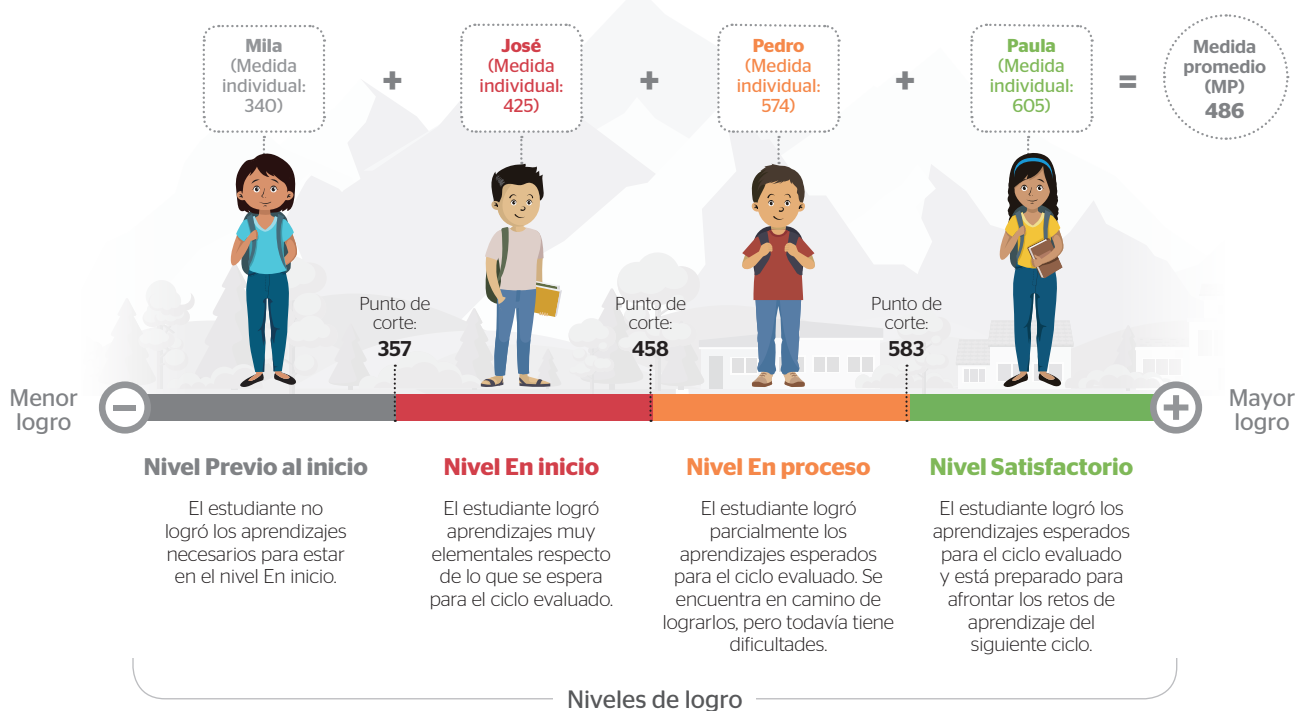 Mila
(Medida
individual:
340)
+
José
(Medida
individual:
425)
+
Pedro
(Medida
individual:
574)
+
Paula
(Medida
individual:
605)
=
Medida
promedio
(MP)
486
Punto de
corte:
357
Punto de
corte:
458
Punto de
corte:
583
Menor
logro
−
+
Mayor
logro
Nivel Previo al inicio
El estudiante no
logró los aprendizajes
necesarios para estar
en el nivel En inicio.
Nivel En inicio
El estudiante logró
aprendizajes muy
elementales respecto
de lo que se espera
para el ciclo evaluado.
Nivel En proceso
El estudiante logró
parcialmente los
aprendizajes esperados
para el ciclo evaluado. Se
encuentra en camino de
lograrlos, pero todavía tiene
dificultades.
Nivel Satisfactorio
El estudiante logró los
aprendizajes esperados
para el ciclo evaluado
y está preparado para
afrontar los retos de
aprendizaje del
siguiente ciclo.
Niveles de logro